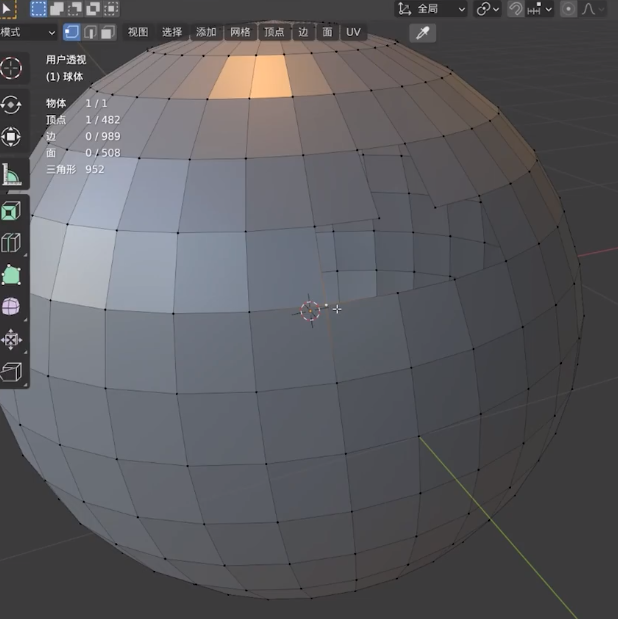 全局
模式 视图 选择 添加 网格 顶点 边 面 UV
用户透视
(1) 球体
物体 1 / 1
顶点 1 / 482
边 0 / 989
面 0 / 508
三角形 952